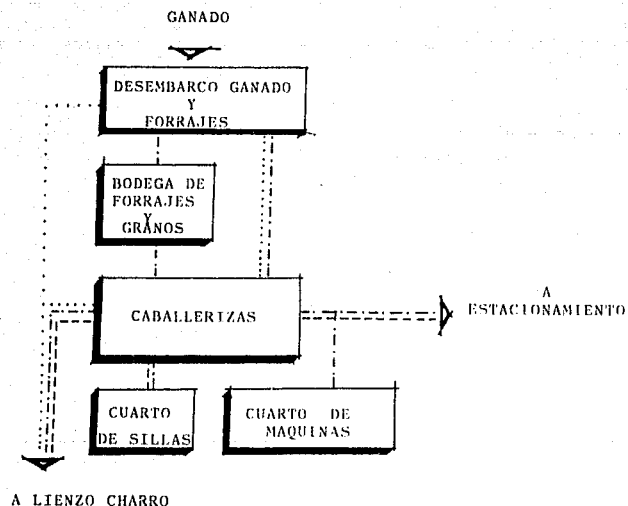 GANADO
DESEMBARCO GANADO
Y
FORRAJES
BODEGA DE
FORRAJES
Y
GRANOS
CABALLERIZAS
A
ESTACIONAMIENTO
CUARTO
DE SILLAS
CUARTO DE
MAQUINAS
A LIENZO CHARRO